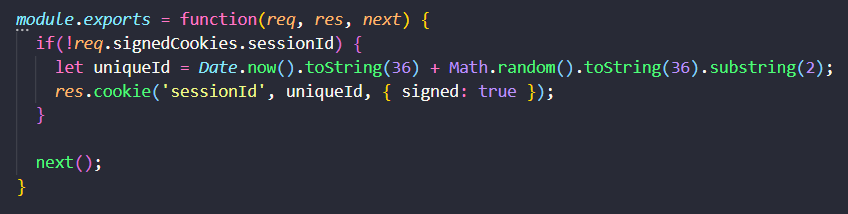 module.exports = function(req, res, next) {
  if(!req.signedCookies.sessionId) {
    let uniqueId = Date.now().toString(36) + Math.random().toString(36).substring(2);
    res.cookie('sessionId', uniqueId, { signed: true });
  }

  next();
}